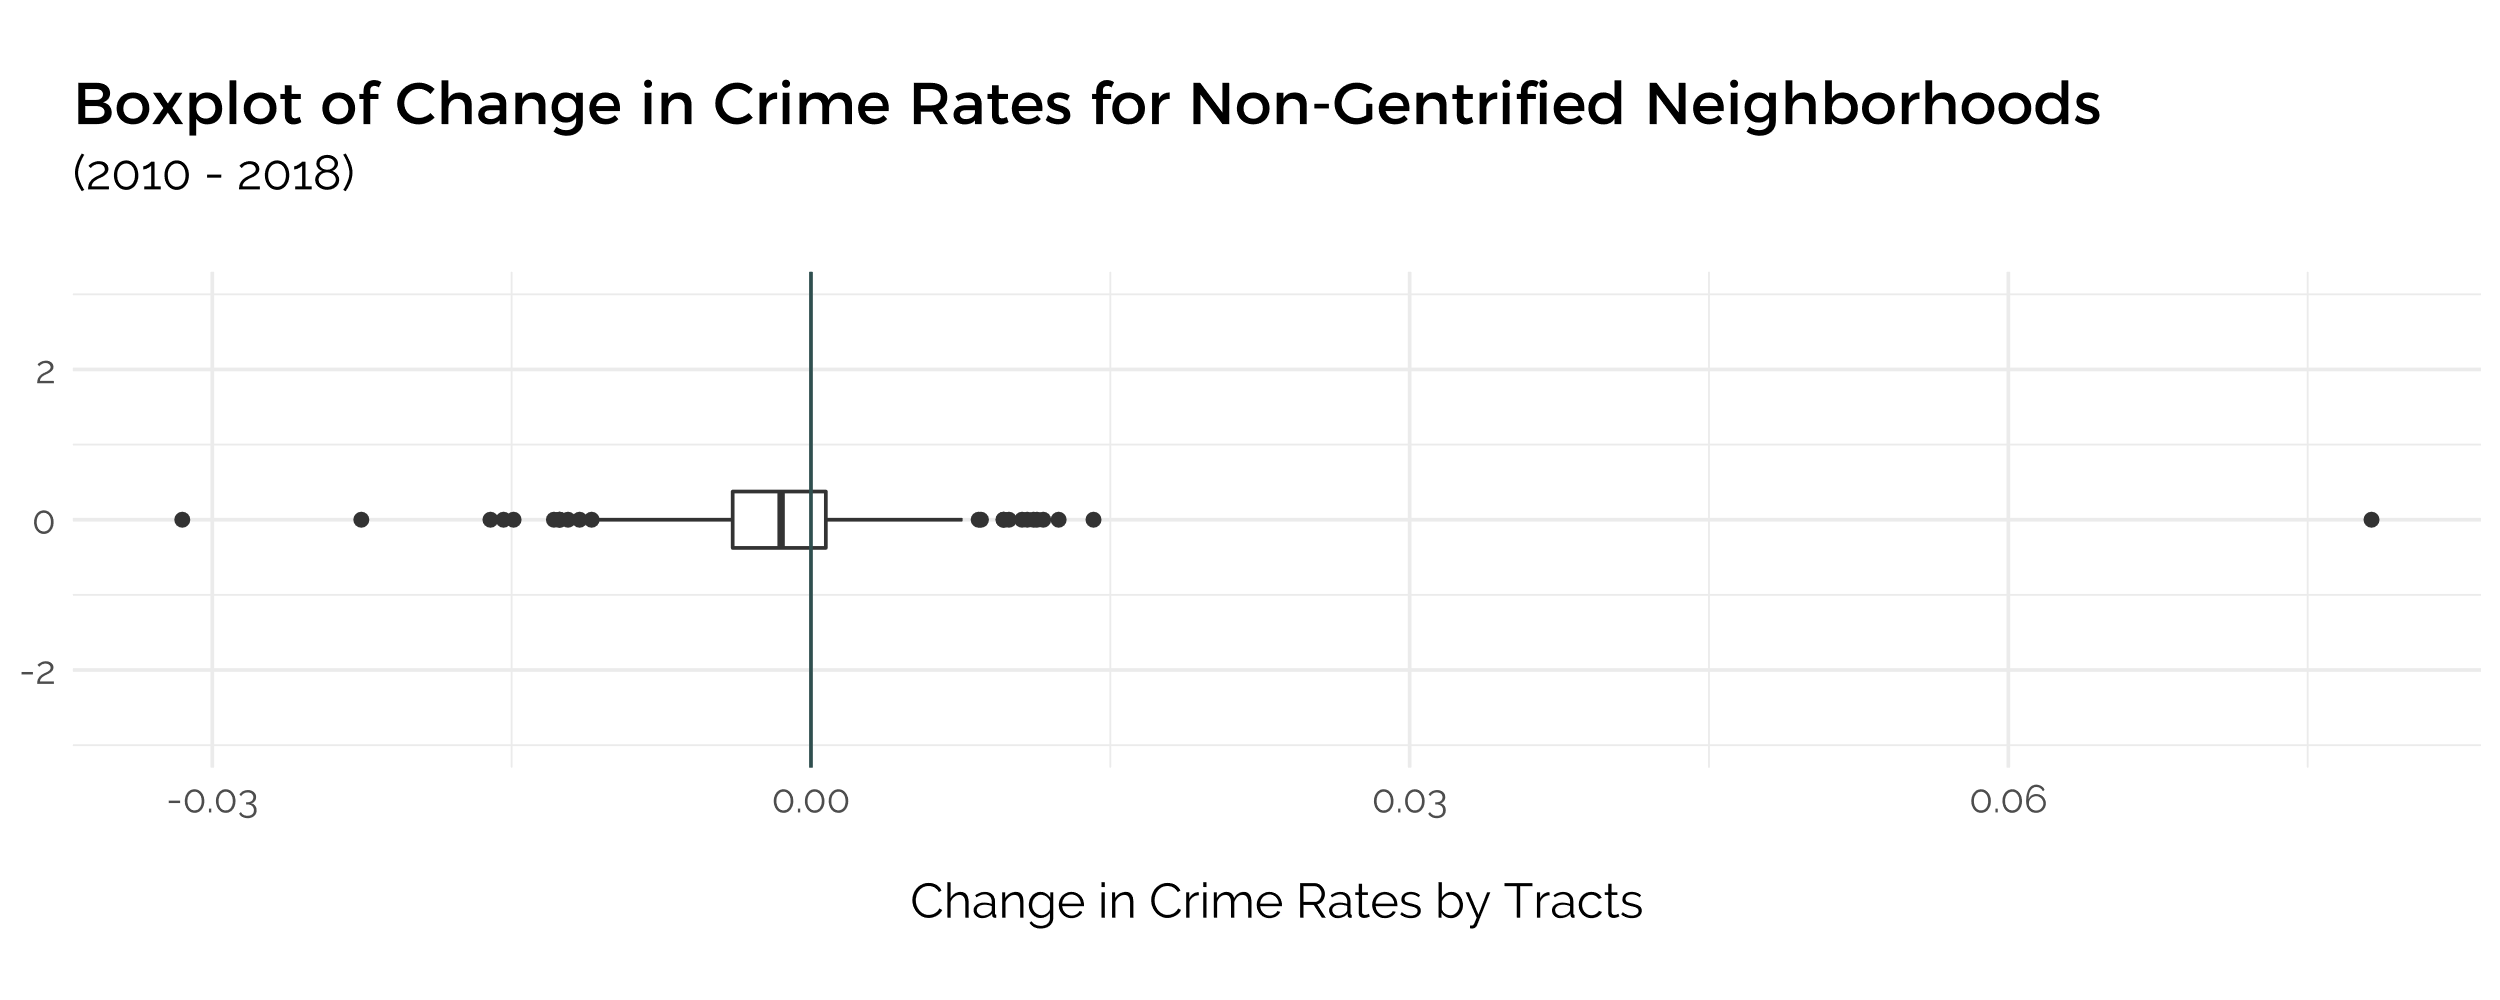 Boxplot of Change in Crime Rates for Non-Gentrified Neighborhoods
(2010 - 2018)
2
0
-2
-0.03 0.00 0.03 0.06
Change in Crime Rates by Tracts